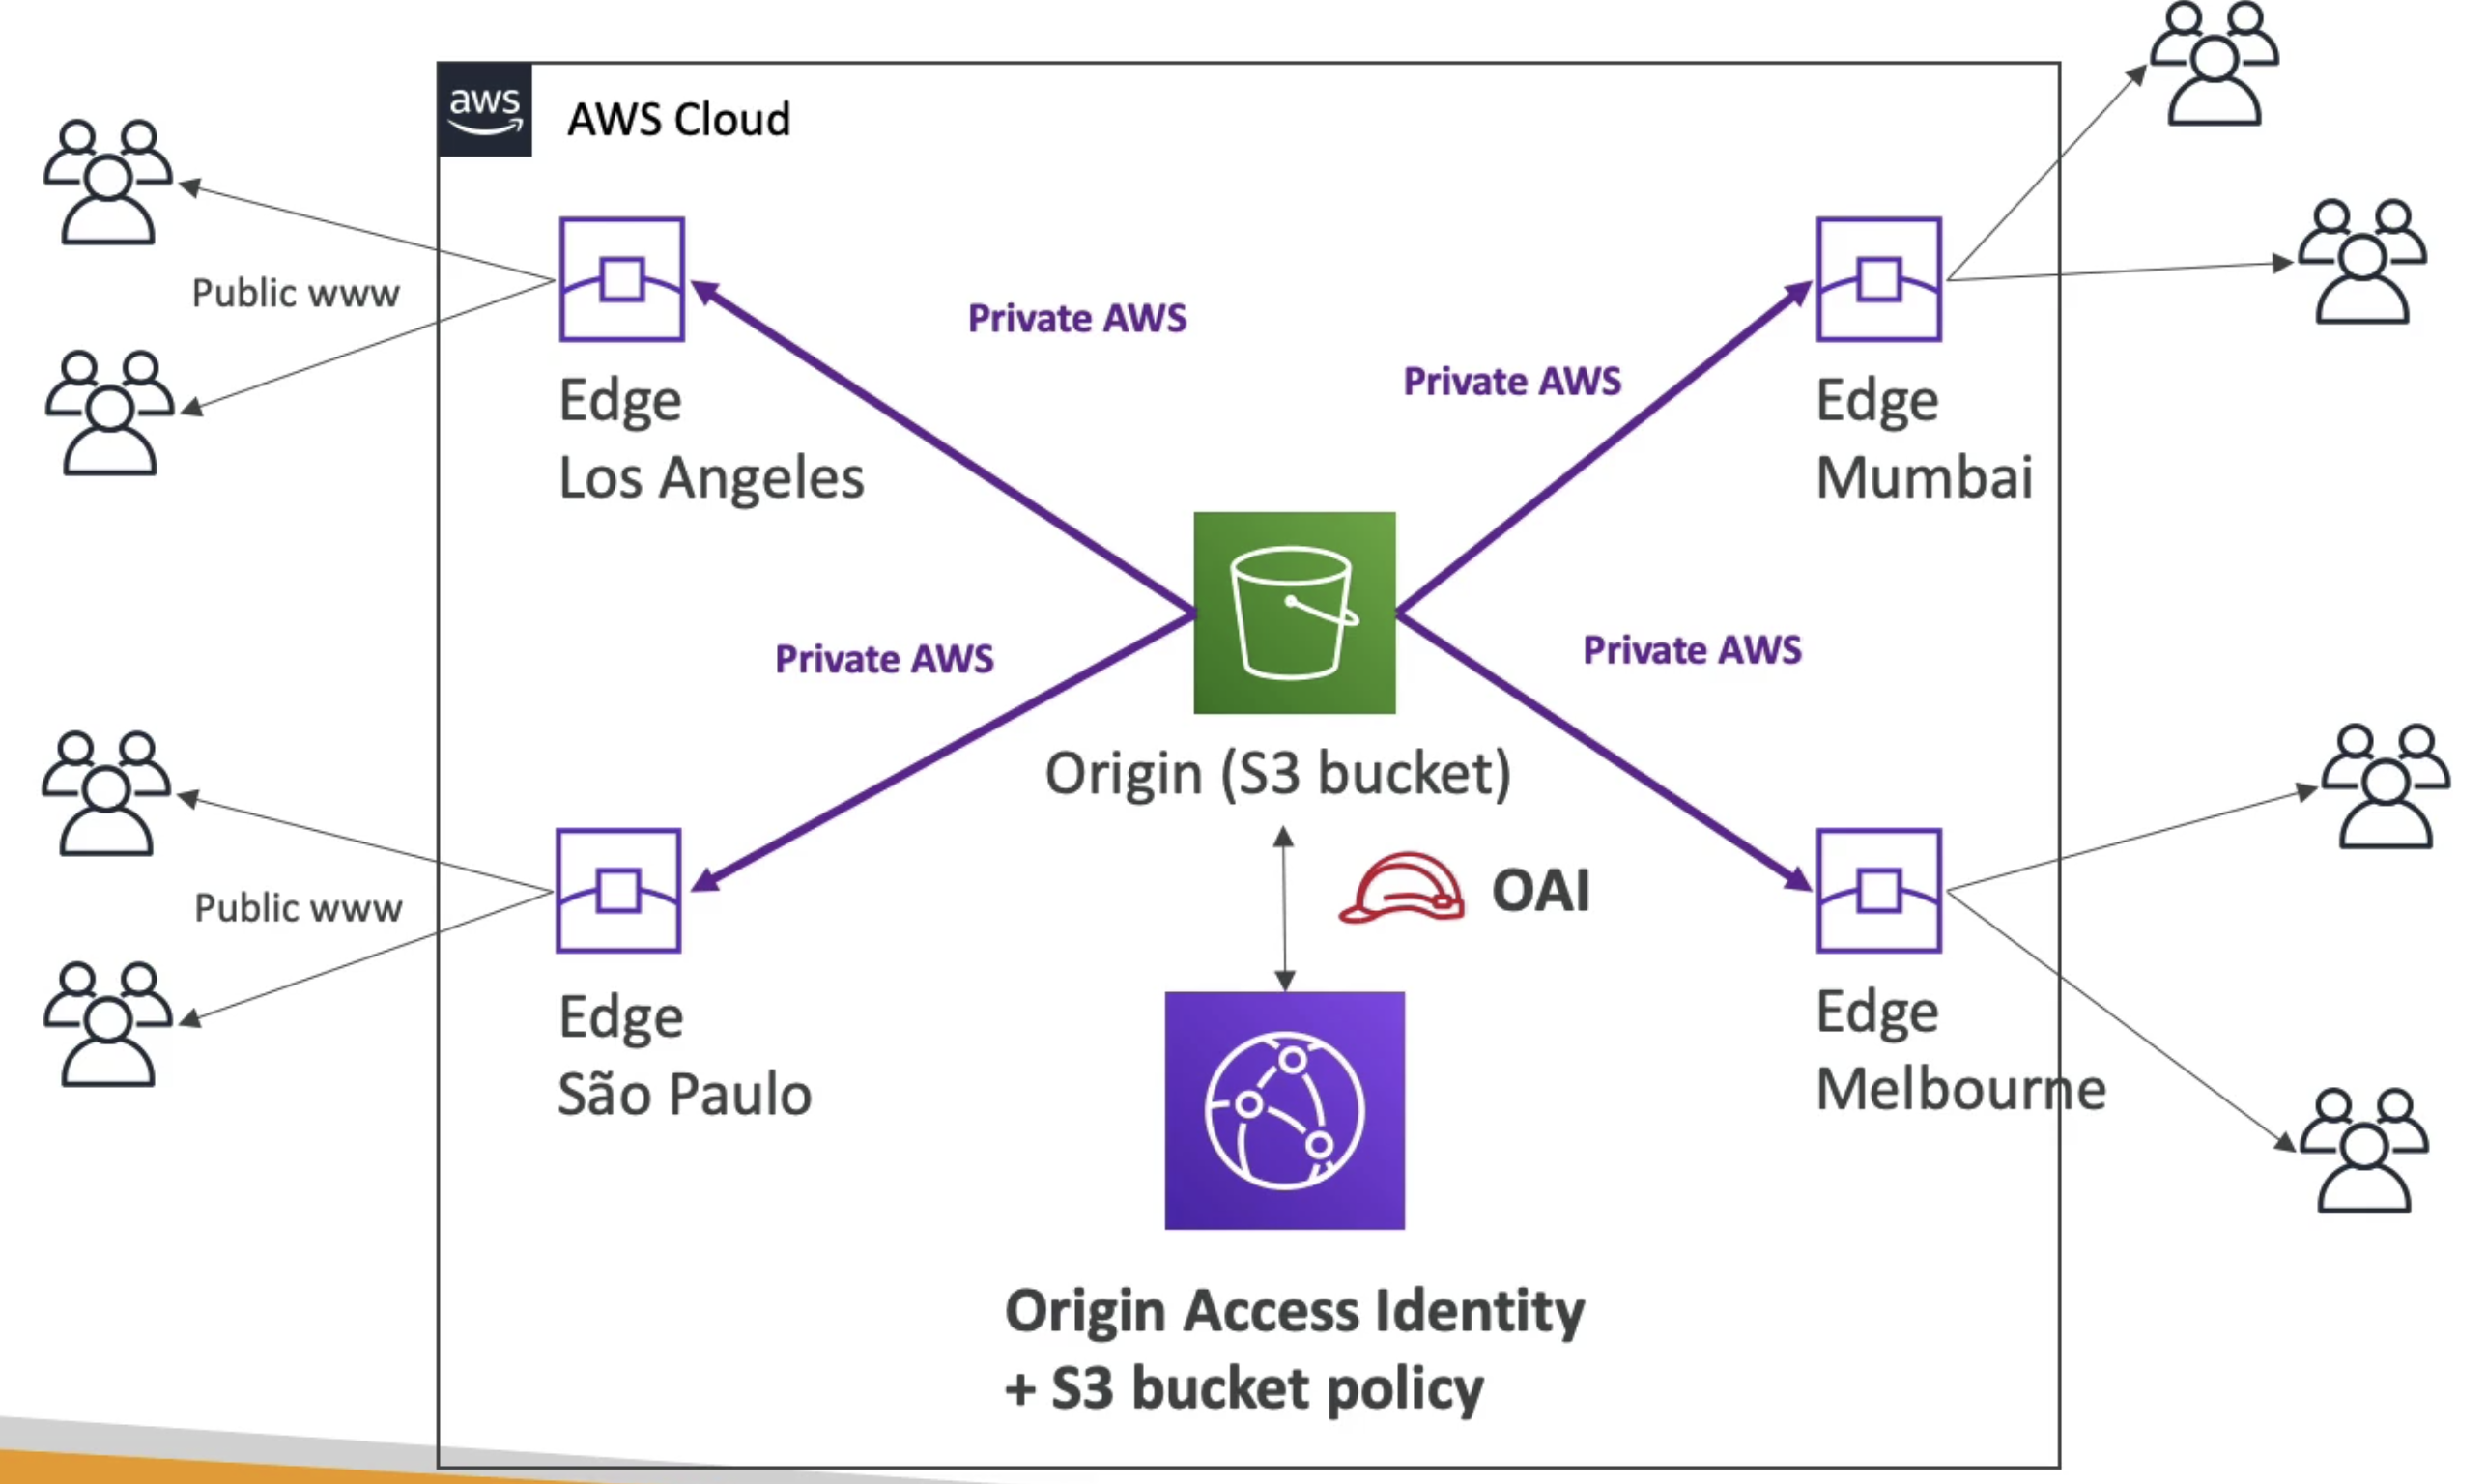 aws
AWS Cloud
Public www
Edge
Los Angeles
Private AWS
Private AWS
Edge
Mumbai
Private AWS
Private AWS
Origin (S3 bucket)
OAI
Public www
Edge
São Paulo
Edge
Melbourne
Origin Access Identity
+ S3 bucket policy